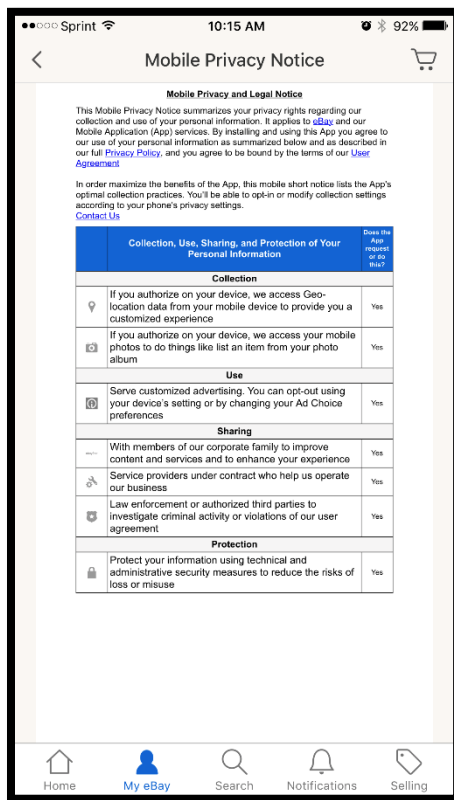 Sprint 10:15 AM 92%
Mobile Privacy Notice
Mobile Privacy and Legal Notice
This Mobile Privacy Notice summarizes your privacy rights regarding our
collection and use of your personal information. It applies to eBay and our
Mobile Application (App) services. By installing and using this App you agree to
our use of your personal information as summarized below and as described
in our full Privacy Policy, and you agree to be bound by the terms of our User
Agreement
In order maximize the benefits of the App, this mobile short notice lists the App's
optimal collection practices. You'll be able to opt-in or modify collection settings
according to your phone's privacy settings.
Contact Us
Collection, Use, Sharing, and Protection of Your
Personal Information
Does the
App
request
or do
this?
Collection
If you authorize on your device, we access Geo-
location data from your mobile device to provide you a
customized experience
Yes
If you authorize on your device, we access your mobile
photos to do things like list an item from your photo
album
Yes
Use
Serve customized advertising. You can opt-out using
your device's setting or by changing your Ad Choice
preferences
Yes
Sharing
With members of our corporate family to improve
content and services and to enhance your experience
Yes
Service providers under contract who help us operate
our business
Yes
Law enforcement or authorized third parties to
investigate criminal activity or violations of our user
agreement
Yes
Protection
Protect your information using technical and
administrative security measures to reduce the risks of
loss or misuse
Yes
Home My eBay Search Notifications Selling